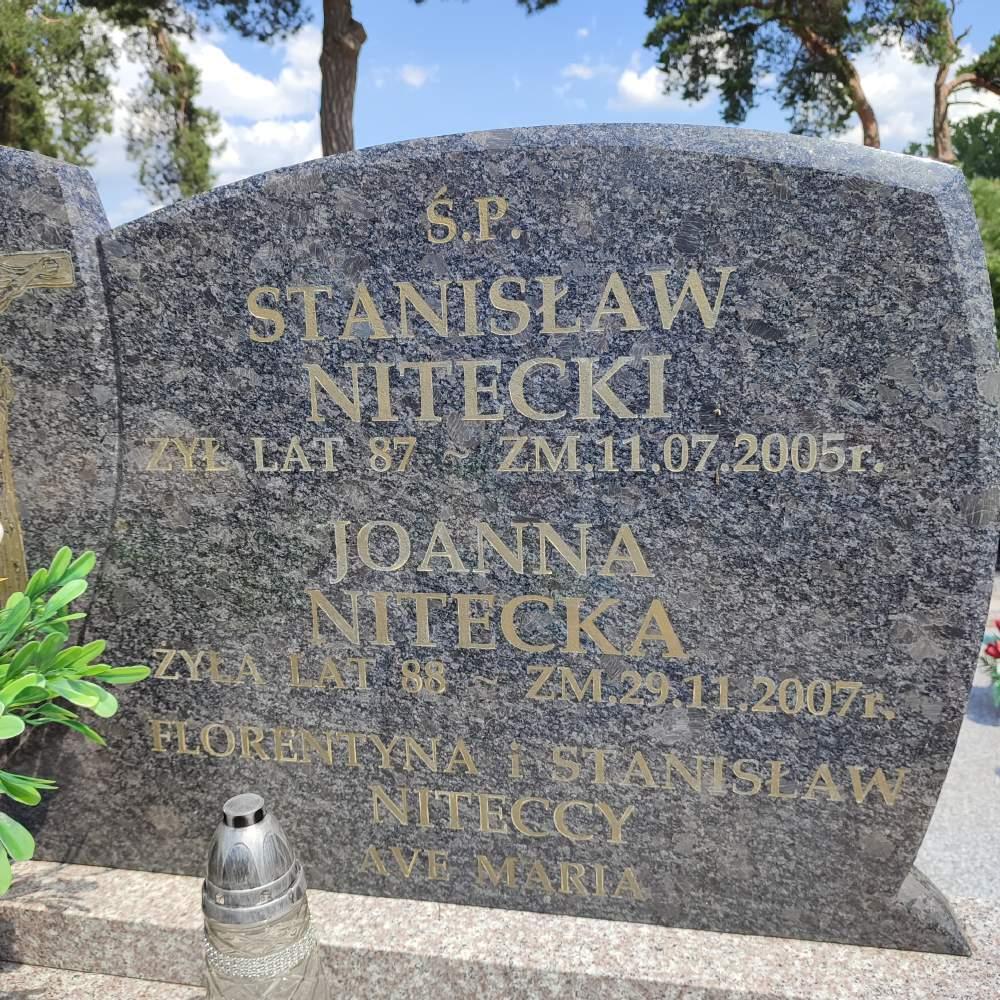 Ś.P.
STANISŁAW
NITECKI
ŻYŁ LAT 87 ~ ZM.11.07.2005r.
JOANNA
NITECKA
ŻYŁA LAT 88 ~ ZM.29.11.2007r.
FLORENTYNA i STANISŁAW
NITECCY
AVE MARIA